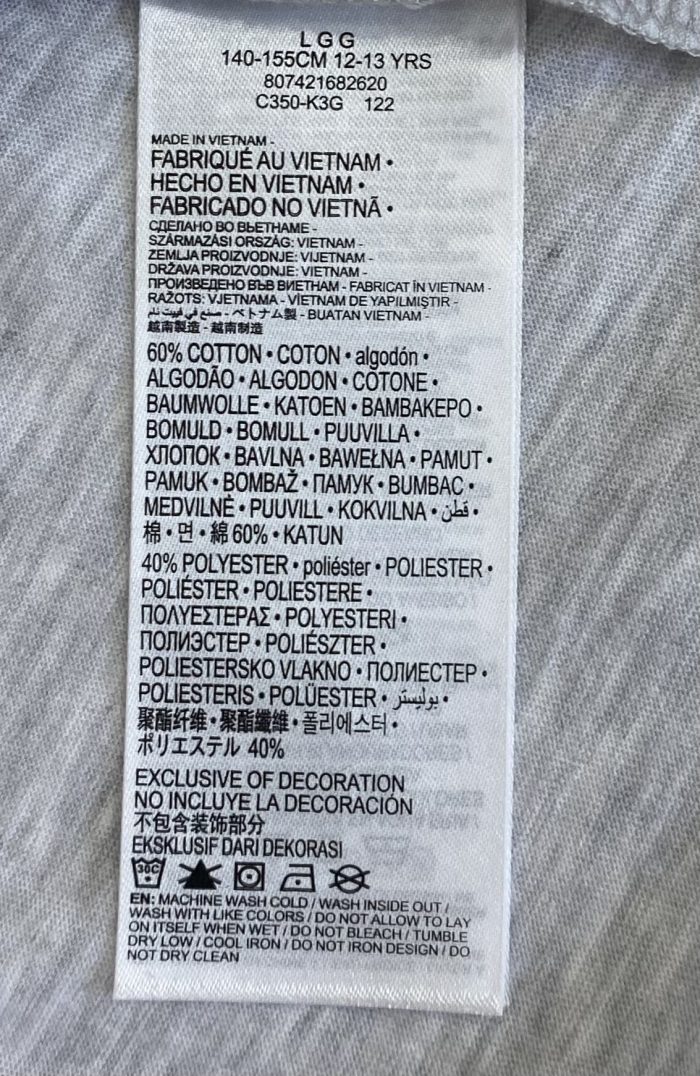 L G G
140-155CM 12-13 YRS
807421682620
C350-K3G 122
MADE IN VIETNAM -
FABRIQUÉ AU VIETNAM •
HECHO EN VIETNAM •
FABRICADO NO VIETNÃ •
СДЕЛАНО ВО ВЬЕТНАМЕ -
SZÁRMAZÁSI ORSZÁG: VIETNAM -
ZEMLJA PROIZVODNJE: VIJETNAM -
DRŽAVA PROIZVODNJE: VIETNAM -
ПРОИЗВЕДЕНО ВЪВ ВИЕТНАМ - FABRICAT ÎN VIETNAM -
RAŽOTS: VJETNAMA - VİETNAM DE YAPILMIŞTIR -
صنع في فييت نام - ベトナム製 - BUATAN VIETNAM -
越南製造 - 越南制造
60% COTTON • COTON • algodón •
ALGODÃO • ALGODON • COTONE •
BAUMWOLLE • KATOEN • ΒΑΜΒΑΚΕΡΟ •
BOMULD • BOMULL • PUUVILLA •
ХЛОПОК • BAVLNA • BAWEŁNA • PAMUT •
PAMUK • BOMBAŽ • ПАМУК • BUMBAC •
MEDVILNĖ • PUUVILL • KOKVILNA • قطن •
棉 • 면 • 綿 60% • KATUN
40% POLYESTER • poliéster • POLIESTER •
POLIÉSTER • POLIESTERE •
ΠΟΛΥΕΣΤΕΡΑΣ • POLYESTERI •
ПОЛИЭСТЕР • POLIÉSZTER •
POLIESTERSKO VLAKNO • ПОЛИЕСТЕР •
POLIESTERIS • POLÜESTER • بوليستر •
聚酯纤维 • 聚酯纖維 • 폴리에스터 •
ポリエステル 40%
EXCLUSIVE OF DECORATION
NO INCLUYE LA DECORACIÓN
不包含装饰部分
EKSKLUSIF DARI DEKORASI
30C
EN: MACHINE WASH COLD / WASH INSIDE OUT /
WASH WITH LIKE COLORS / DO NOT ALLOW TO LAY
ON ITSELF WHEN WET / DO NOT BLEACH / TUMBLE
DRY LOW / COOL IRON / DO NOT IRON DESIGN / DO
NOT DRY CLEAN